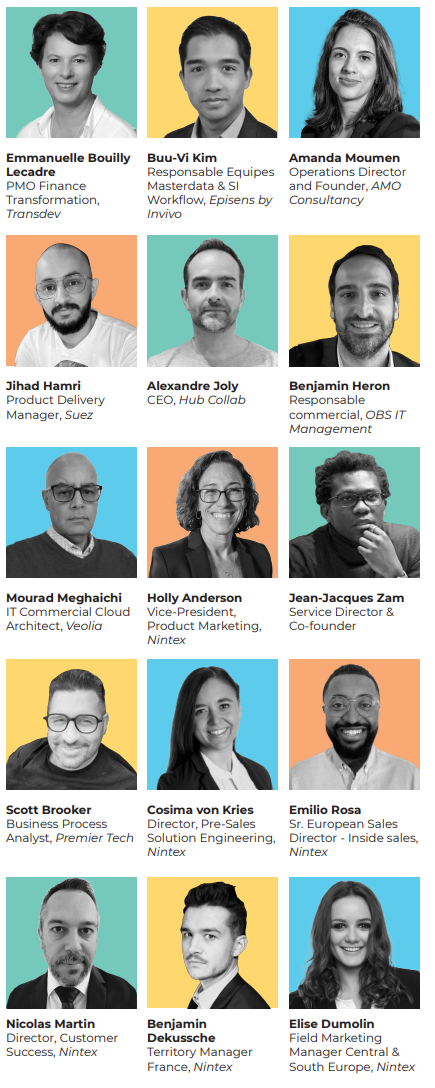 Emmanuelle Bouilly
Lecadre
PMO Finance
Transformation,
Transdev
Buu-Vi Kim
Responsable Equipes
Masterdata & SI
Workflow, Episens by
Invivo
Amanda Moumen
Operations Director
and Founder, AMO
Consultancy
Jihad Hamri
Product Delivery
Manager, Suez
Alexandre Joly
CEO, Hub Collab
Benjamin Heron
Responsable
commercial, OBS IT
Management
Mourad Meghaichi
IT Commercial Cloud
Architect, Veolia
Holly Anderson
Vice-President,
Product Marketing,
Nintex
Jean-Jacques Zam
Service Director &
Co-founder
Scott Brooker
Business Process
Analyst, Premier Tech
Cosima von Kries
Director, Pre-Sales
Solution Engineering,
Nintex
Emilio Rosa
Sr. European Sales
Director - Inside sales,
Nintex
Nicolas Martin
Director, Customer
Success, Nintex
Benjamin
Dekussche
Territory Manager
France, Nintex
Elise Dumolin
Field Marketing
Manager Central &
South Europe, Nintex